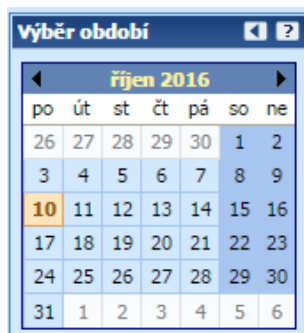 Výběr období ?
říjen 2016
po út st čt pá so ne
26 27 28 29 30 1 2
3 4 5 6 7 8 9
10 11 12 13 14 15 16
17 18 19 20 21 22 23
24 25 26 27 28 29 30
31 1 2 3 4 5 6